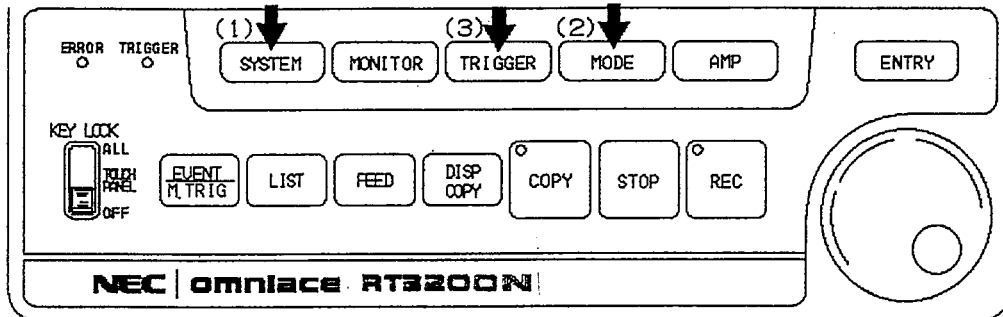 (1) (3) (2)
ERROR TRIGGER SYSTEM MONITOR TRIGGER MODE AMP ENTRY
KEY LOCK
ALL
TOUCH
PANEL
OFF
EVENT
M.TRIG
LIST
FEED
DISP
COPY
COPY
STOP
REC
NEC omniace RT3200N